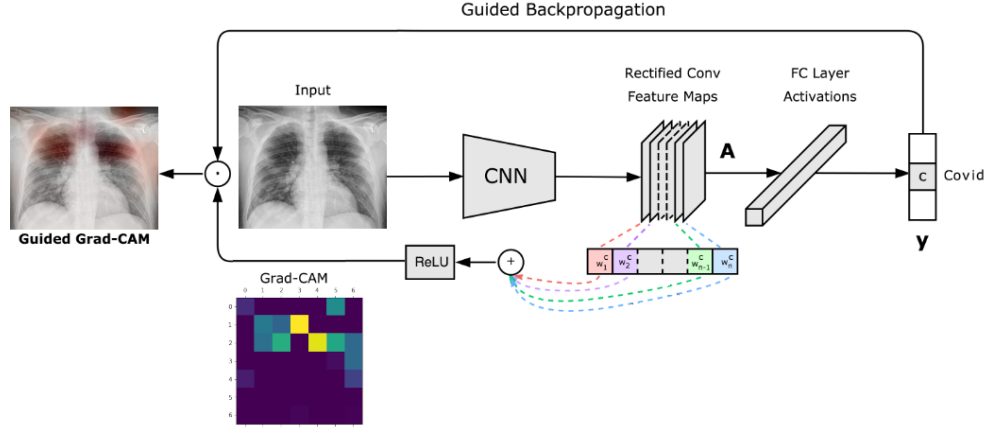 Guided Backpropagation
Input
Rectified Conv
Feature Maps
FC Layer
Activations
CNN
A
C
Covid
y
Guided Grad-CAM
w1c w2c wn-1c wnc
ReLU
+
Grad-CAM
0 1 2 3 4 5 6
0
1
2
3
4
5
6